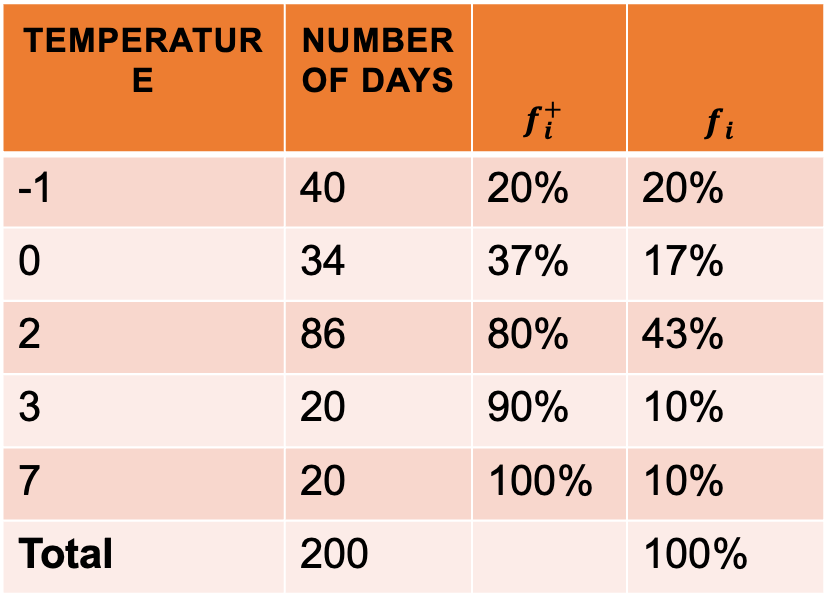 TEMPERATUR
E
NUMBER
OF DAYS
f_i^+
f_i
-1 40 20% 20%
0 34 37% 17%
2 86 80% 43%
3 20 90% 10%
7 20 100% 10%
Total 200 100%